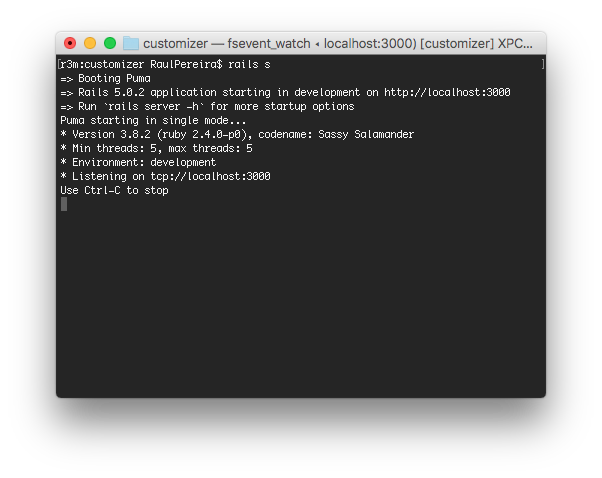 customizer — fsevent_watch ◂ localhost:3000) [customizer] XPC...
[r3m:customizer RaulPereira$ rails s ]
=> Booting Puma
=> Rails 5.0.2 application starting in development on http://localhost:3000
=> Run `rails server -h` for more startup options
Puma starting in single mode...
* Version 3.8.2 (ruby 2.4.0-p0), codename: Sassy Salamander
* Min threads: 5, max threads: 5
* Environment: development
* Listening on tcp://localhost:3000
Use Ctrl-C to stop